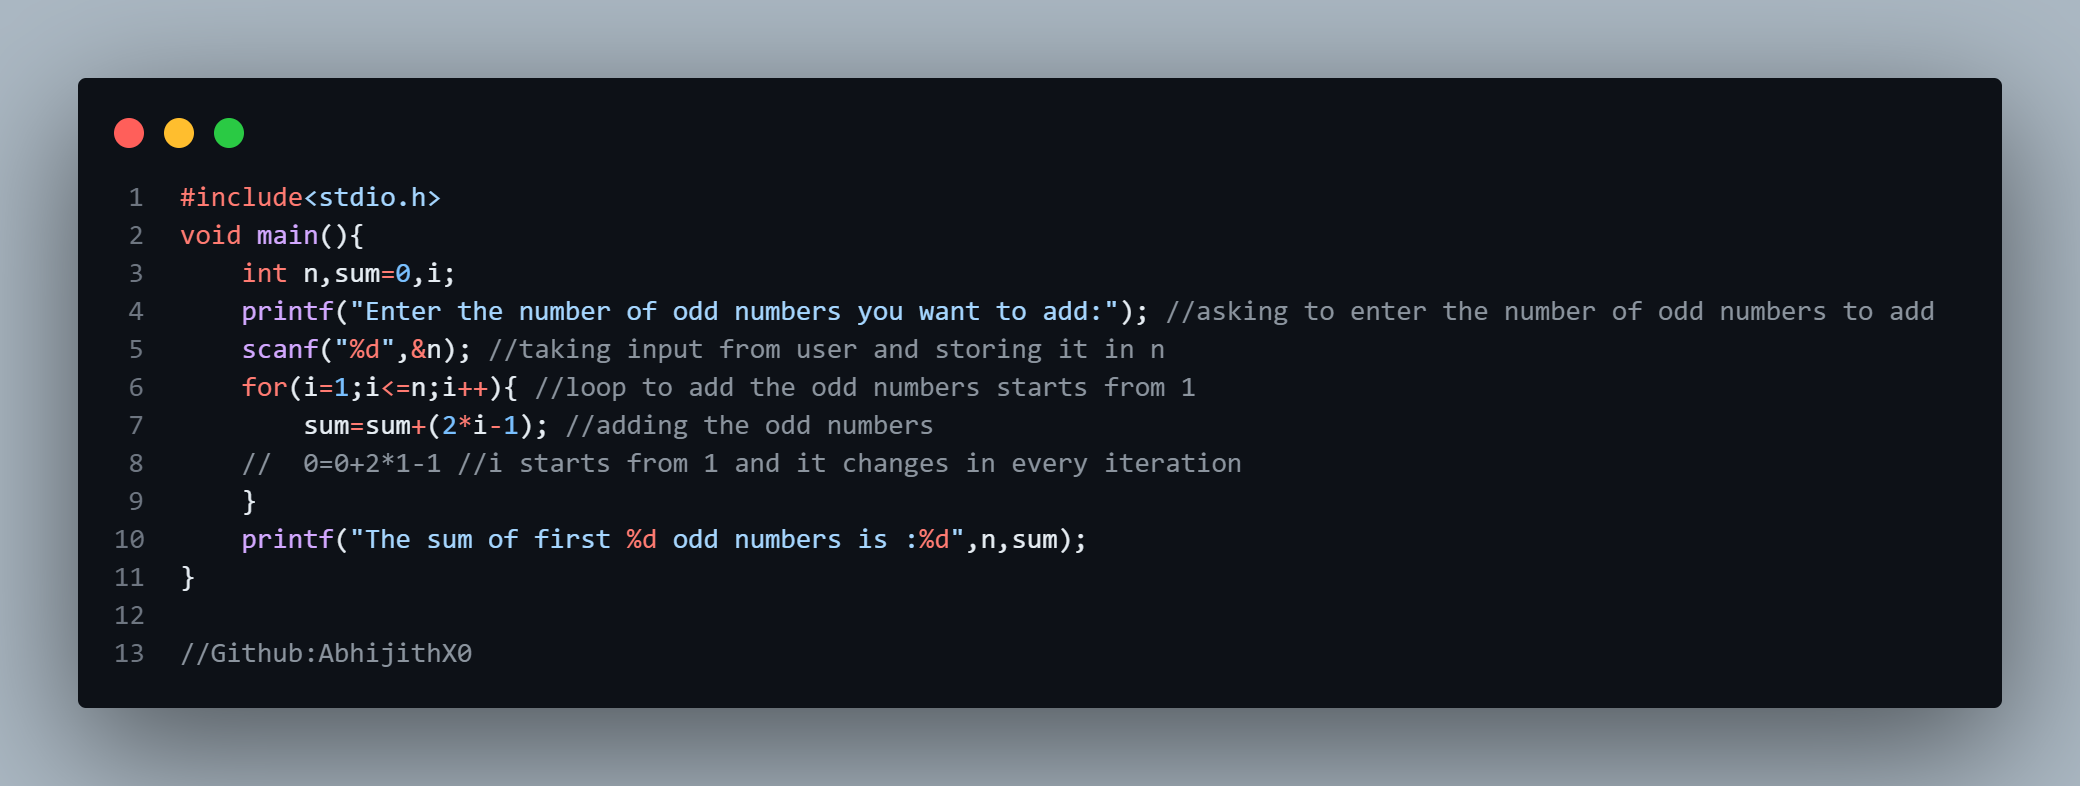 1 #include<stdio.h>
2 void main(){
3     int n,sum=0,i;
4     printf("Enter the number of odd numbers you want to add:"); //asking to enter the number of odd numbers to add
5     scanf("%d",&n); //taking input from user and storing it in n
6     for(i=1;i<=n;i++){ //loop to add the odd numbers starts from 1
7         sum=sum+(2*i-1); //adding the odd numbers
8     //  0=0+2*1-1 //i starts from 1 and it changes in every iteration
9     }
10     printf("The sum of first %d odd numbers is :%d",n,sum);
11 }
12
13 //Github:AbhijithX0